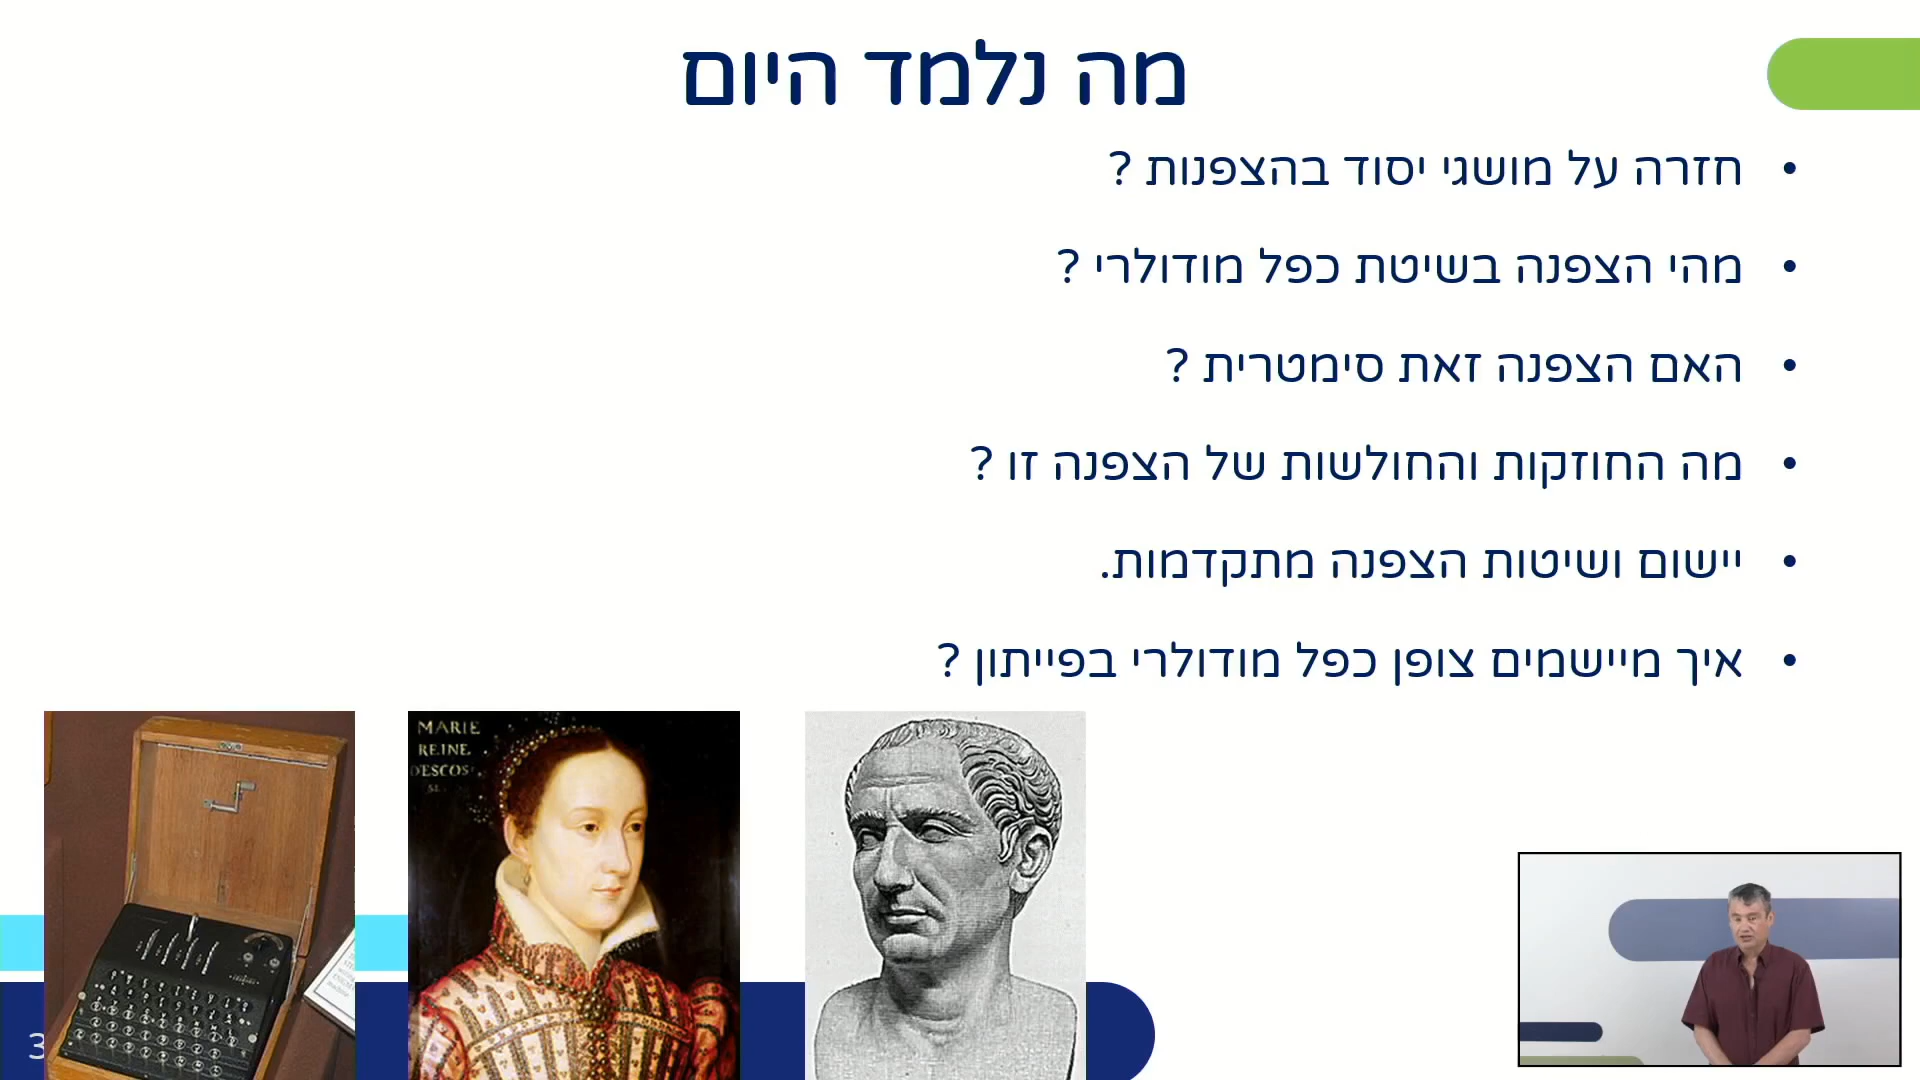 מה נלמד היום
חזרה על מושגי יסוד בהצפנות ?
מהי הצפנה בשיטת כפל מודולרי ?
האם הצפנה זאת סימטרית ?
מה החוזקות והחולשות של הצפנה זו ?
יישום ושיטות הצפנה מתקדמות.
איך מיישמים צופן כפל מודולרי בפייתון ?
MARIE
REINE
D'ESCOS
3